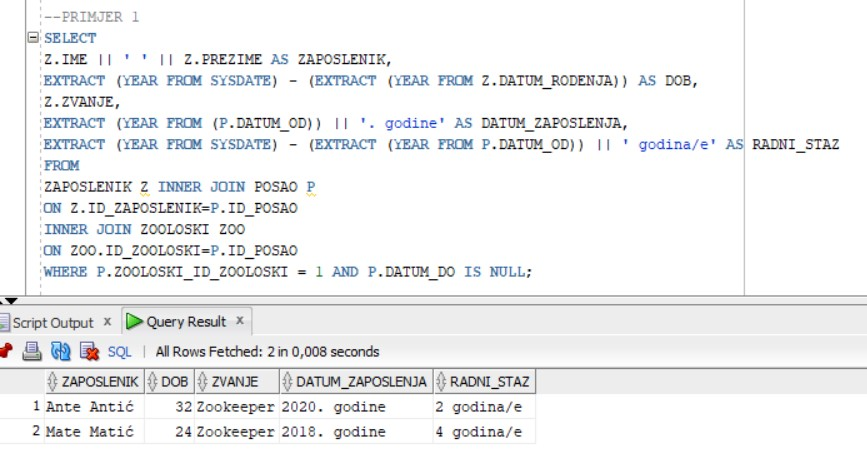 --PRIMJER 1
SELECT
Z.IME || ' ' || Z.PREZIME AS ZAPOSLENIK,
EXTRACT (YEAR FROM SYSDATE) - (EXTRACT (YEAR FROM Z.DATUM_RODENJA)) AS DOB,
Z.ZVANJE,
EXTRACT (YEAR FROM (P.DATUM_OD)) || '. godine' AS DATUM_ZAPOSLENJA,
EXTRACT (YEAR FROM SYSDATE) - (EXTRACT (YEAR FROM P.DATUM_OD)) || ' godina/e' AS RADNI_STAZ
FROM
ZAPOSLENIK Z INNER JOIN POSAO P
ON Z.ID_ZAPOSLENIK=P.ID_POSAO
INNER JOIN ZOOLOSKI ZOO
ON ZOO.ID_ZOOLOSKI=P.ID_POSAO
WHERE P.ZOOLOSKI_ID_ZOOLOSKI = 1 AND P.DATUM_DO IS NULL;
Script Output x Query Result x
SQL | All Rows Fetched: 2 in 0,008 seconds
ZAPOSLENIK DOB ZVANJE DATUM_ZAPOSLENJA RADNI_STAZ
1 Ante Antić 32 Zookeeper 2020. godine 2 godina/e
2 Mate Matić 24 Zookeeper 2018. godine 4 godina/e